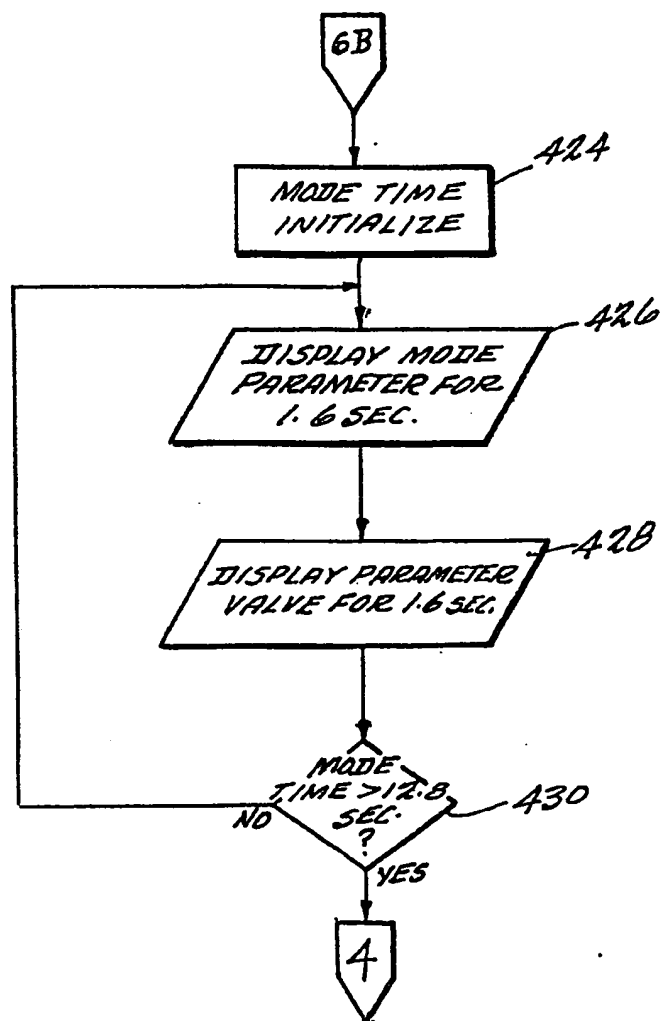 6B
424
MODE TIME
INITIALIZE
426
DISPLAY MODE
PARAMETER FOR
1.6 SEC.
428
DISPLAY PARAMETER
VALVE FOR 1.6 SEC.
MODE
TIME >12.8
SEC.
?
430
NO
YES
4